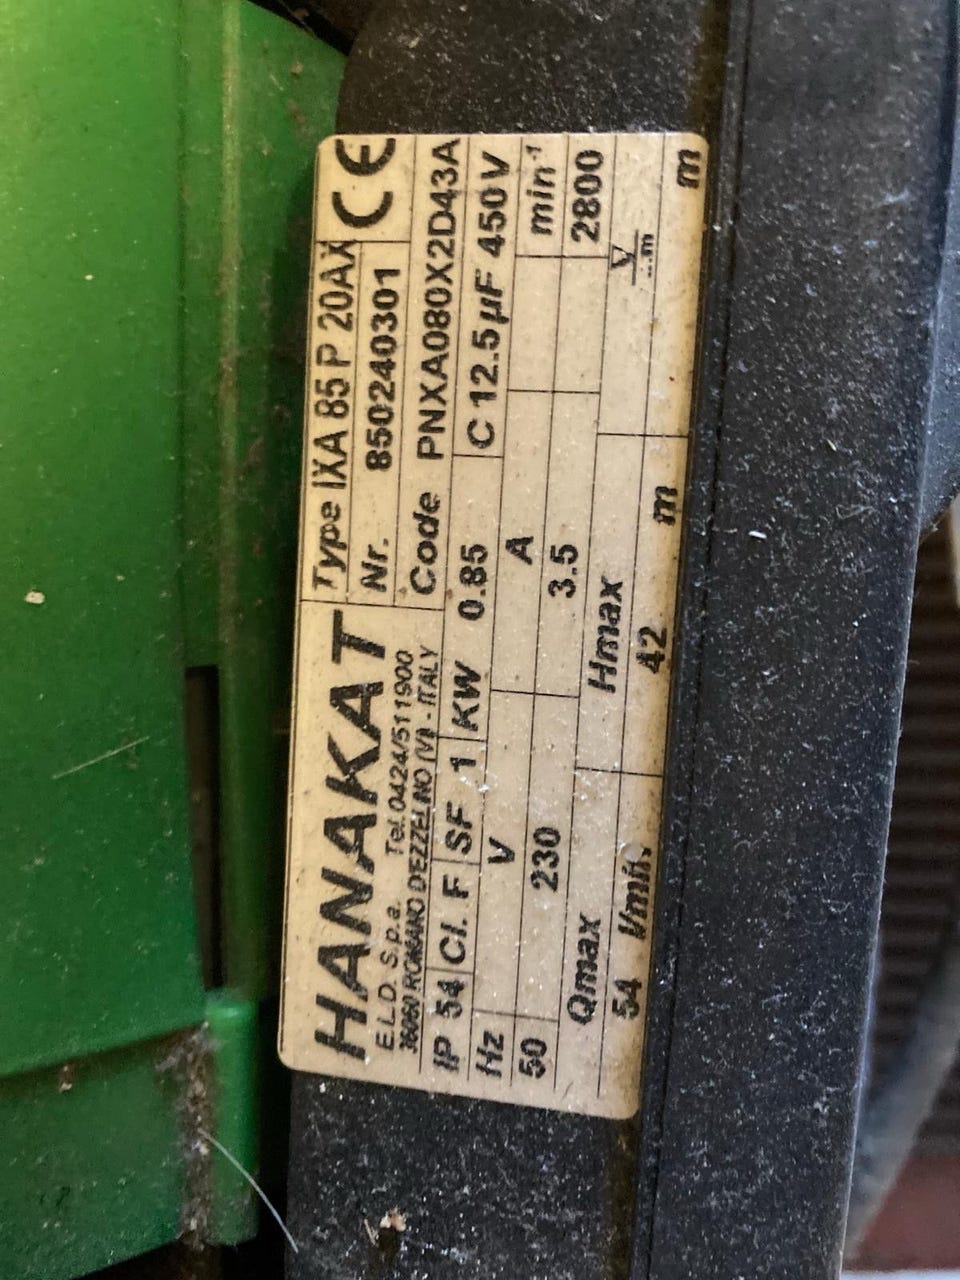 HANAKAT
E.L.D. S.p.a. Tel.0424/511900
36060 ROMANO D'EZZELINO (VI) - ITALY
Type IXA 85 P 20AX
CE
Nr. 850240301
Code PNXA080X2D43A
IP 54 Cl. F SF 1 KW 0.85 C 12.5µF 450V
Hz V A min-1
50 230 3.5 2800
Qmax Hmax
54 l/min. 42 m m